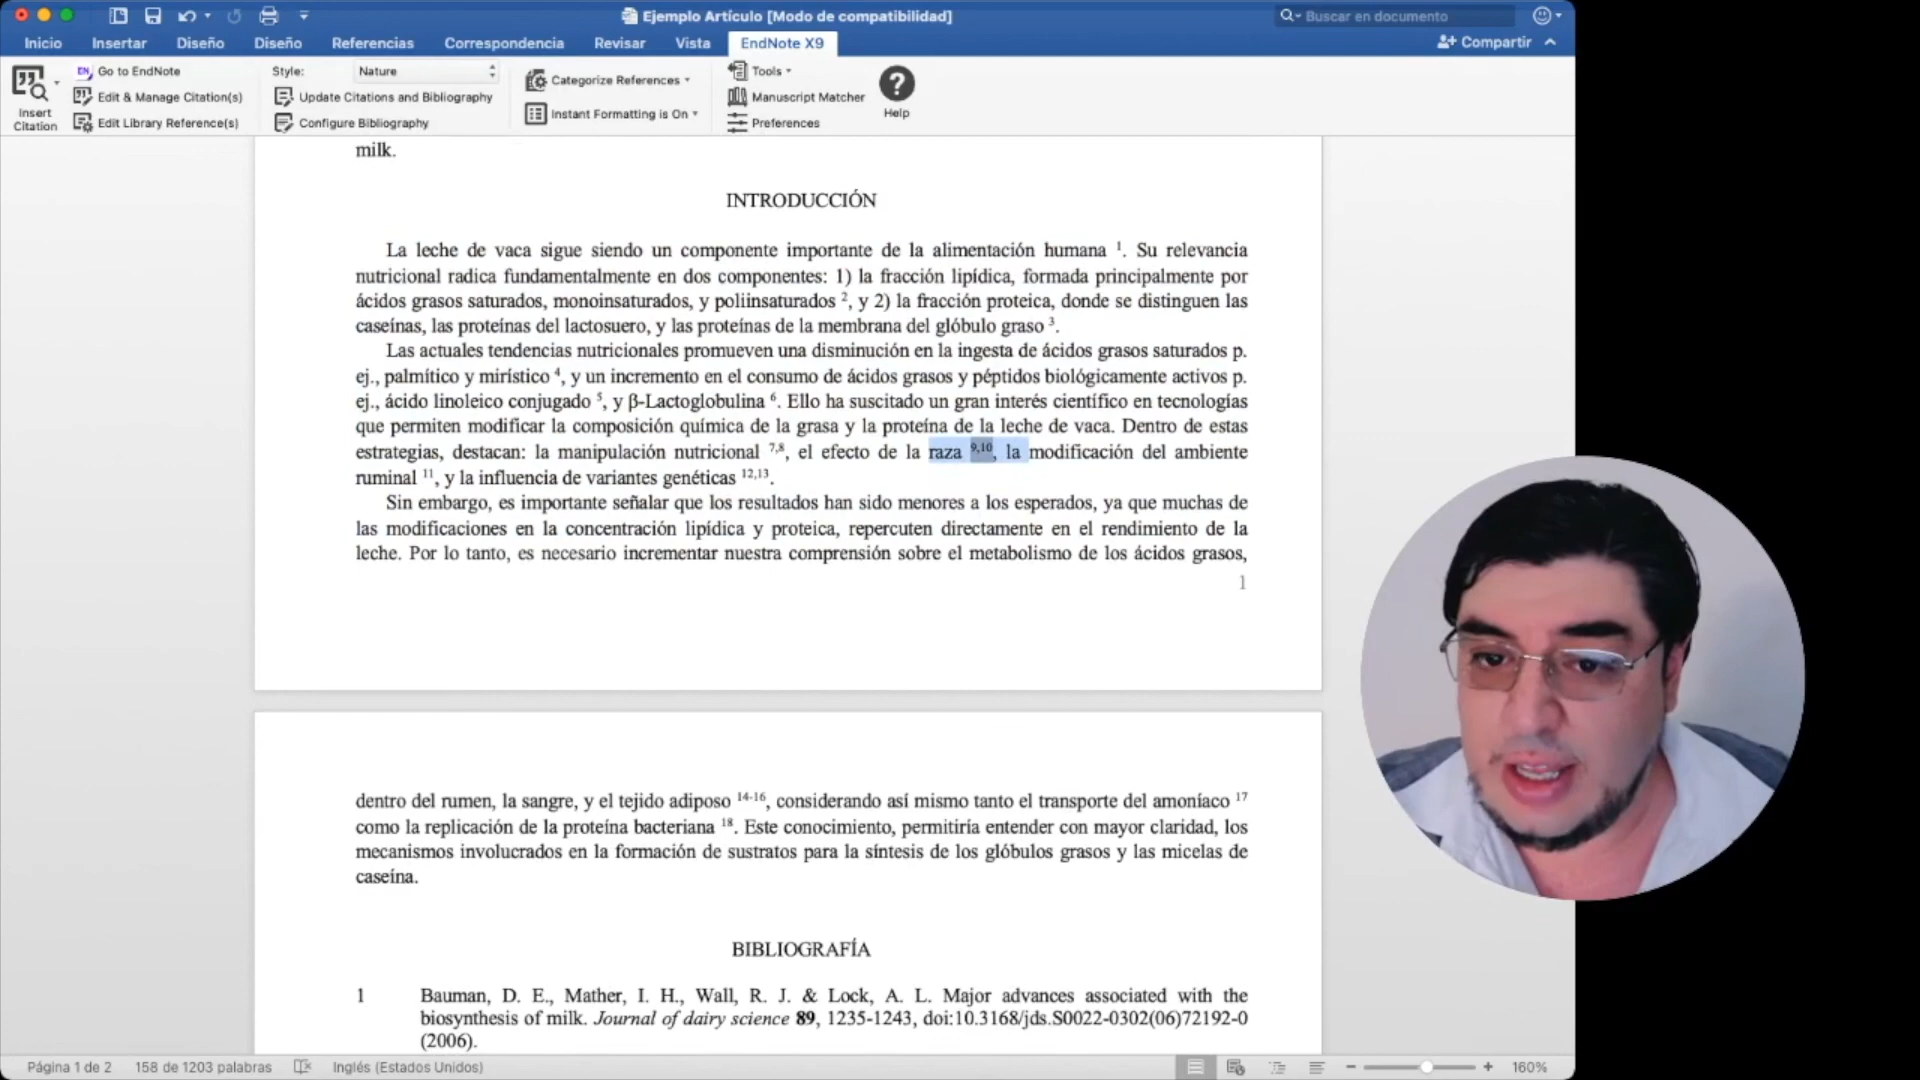 Ejemplo Artículo [Modo de compatibilidad]
Buscar en documento
Inicio Insertar Diseño Diseño Referencias Correspondencia Revisar Vista EndNote X9
Compartir
Insert Citation
Go to EndNote
Edit & Manage Citation(s)
Edit Library Reference(s)
Style: Nature
Update Citations and Bibliography
Configure Bibliography
Categorize References
Instant Formatting is On
Tools
Manuscript Matcher
Preferences
Help
milk.
INTRODUCCIÓN
La leche de vaca sigue siendo un componente importante de la alimentación humana ¹. Su relevancia
nutricional radica fundamentalmente en dos componentes: 1) la fracción lipídica, formada principalmente por
ácidos grasos saturados, monoinsaturados, y poliinsaturados ², y 2) la fracción proteica, donde se distinguen las
caseínas, las proteínas del lactosuero, y las proteínas de la membrana del glóbulo graso ³.
Las actuales tendencias nutricionales promueven una disminución en la ingesta de ácidos grasos saturados p.
ej., palmítico y mirístico ⁴, y un incremento en el consumo de ácidos grasos y péptidos biológicamente activos p.
ej., ácido linoleico conjugado ⁵, y β-Lactoglobulina ⁶. Ello ha suscitado un gran interés científico en tecnologías
que permiten modificar la composición química de la grasa y la proteína de la leche de vaca. Dentro de estas
estrategias, destacan: la manipulación nutricional ⁷,⁸, el efecto de la raza ⁹,¹⁰, la modificación del ambiente
ruminal ¹¹, y la influencia de variantes genéticas ¹²,¹³.
Sin embargo, es importante señalar que los resultados han sido menores a los esperados, ya que muchas de
las modificaciones en la concentración lipídica y proteica, repercuten directamente en el rendimiento de la
leche. Por lo tanto, es necesario incrementar nuestra comprensión sobre el metabolismo de los ácidos grasos,
1
dentro del rumen, la sangre, y el tejido adiposo ¹⁴⁻¹⁶, considerando así mismo tanto el transporte del amoníaco ¹⁷
como la replicación de la proteína bacteriana ¹⁸. Este conocimiento, permitiría entender con mayor claridad, los
mecanismos involucrados en la formación de sustratos para la síntesis de los glóbulos grasos y las micelas de
caseína.
BIBLIOGRAFÍA
1 Bauman, D. E., Mather, I. H., Wall, R. J. & Lock, A. L. Major advances associated with the
biosynthesis of milk. Journal of dairy science 89, 1235-1243, doi:10.3168/jds.S0022-0302(06)72192-0
(2006).
Página 1 de 2 158 de 1203 palabras Inglés (Estados Unidos) 160%